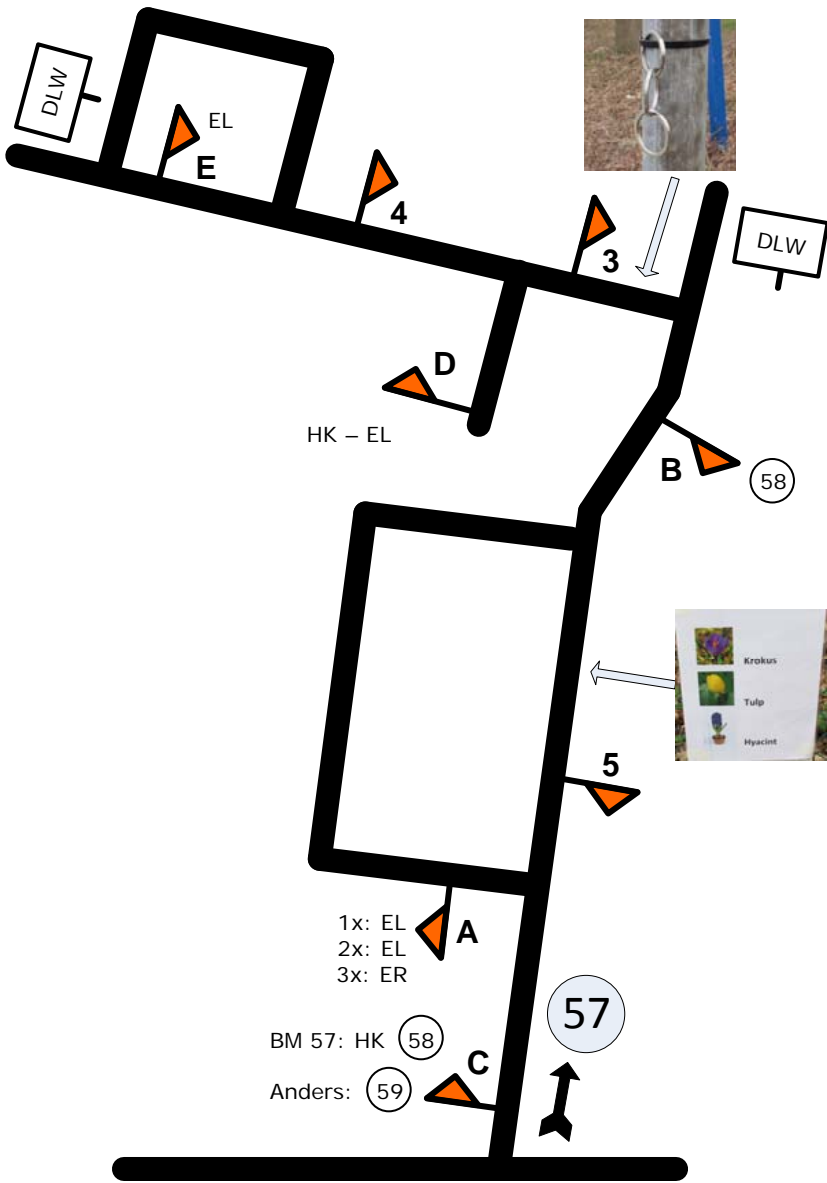 DLW
EL
E
4
3
DLW
D
HK – EL
B
58
Krokus
Tulp
Hyacint
5
1x: EL
2x: EL
3x: ER
A
57
BM 57: HK 58
C
Anders: 59